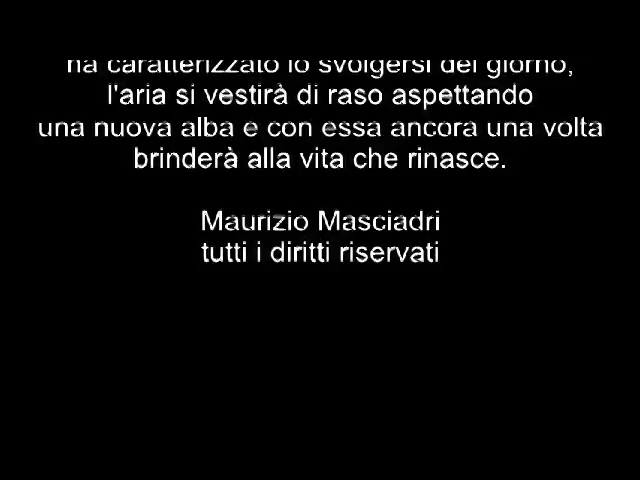 ha caratterizzato lo svolgersi del giorno,
l'aria si vestirà di raso aspettando
una nuova alba e con essa ancora una volta
brinderà alla vita che rinasce.
Maurizio Masciadri
tutti i diritti riservati